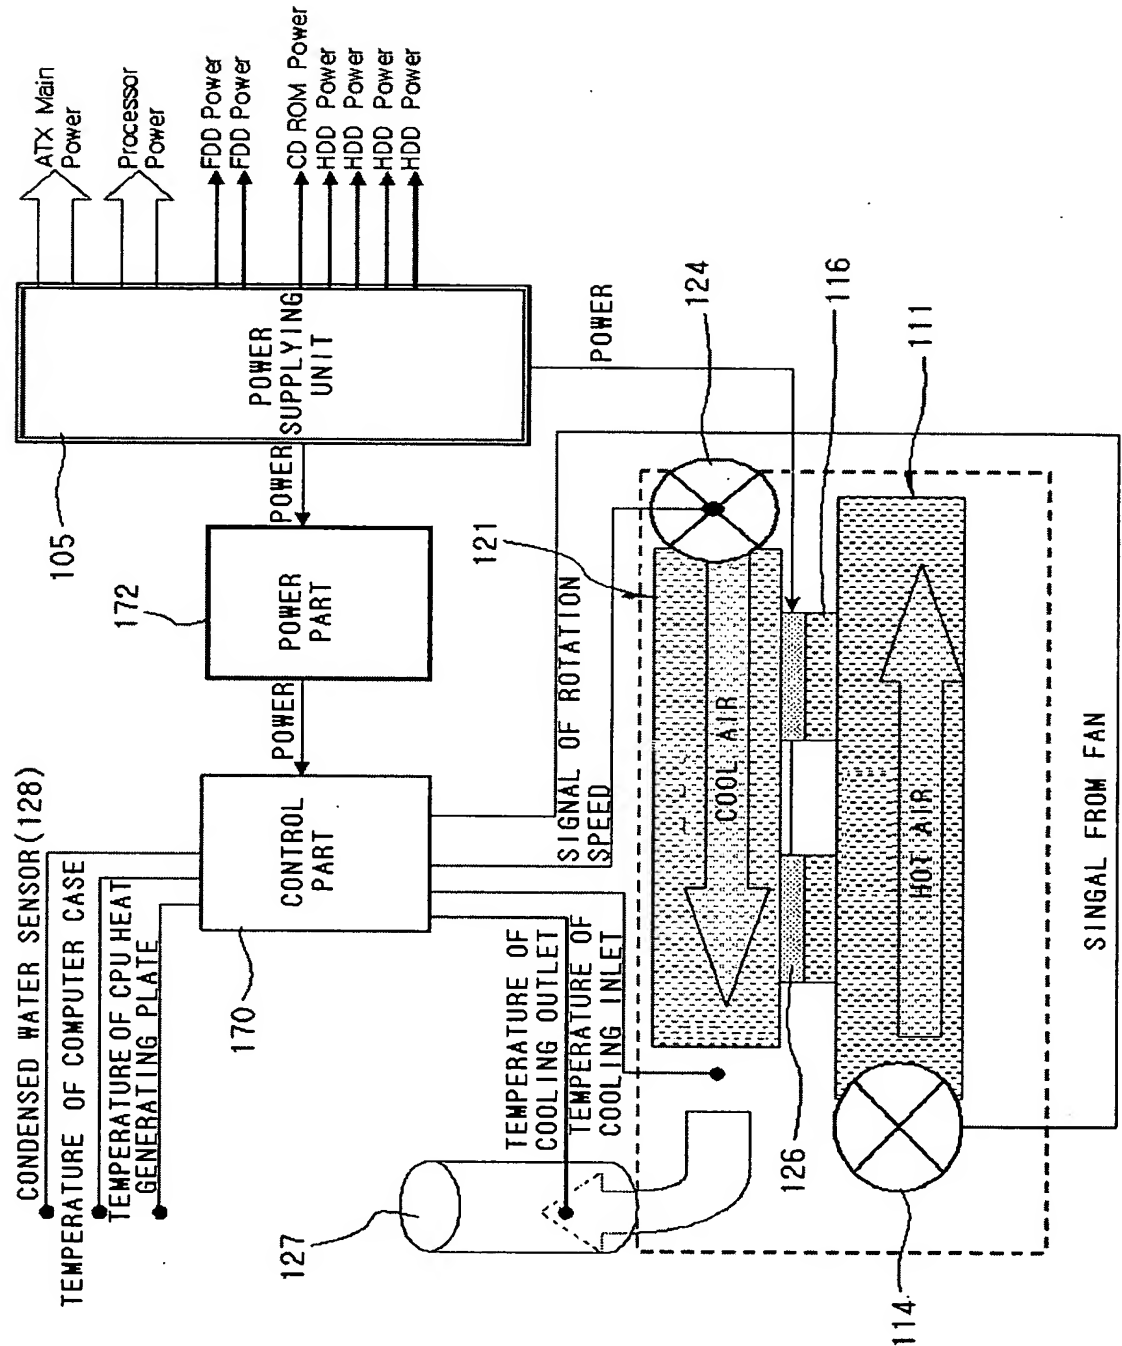 CONDENSED WATER SENSOR(128)
TEMPERATURE OF COMPUTER CASE
TEMPERATURE OF CPU HEAT
GENERATING PLATE
127
170
CONTROL
PART
POWER
172
POWER
PART
POWER
105
POWER
SUPPLYING
UNIT
ATX Main
Power
Processor
Power
FDD Power
FDD Power
CD ROM Power
HDD Power
HDD Power
HDD Power
HDD Power
TEMPERATURE OF
COOLING OUTLET
TEMPERATURE OF
COOLING INLET
SIGNAL OF ROTATION
SPEED
121
POWER
124
COOL AIR
126
116
HOT AIR
111
114
SINGAL FROM FAN